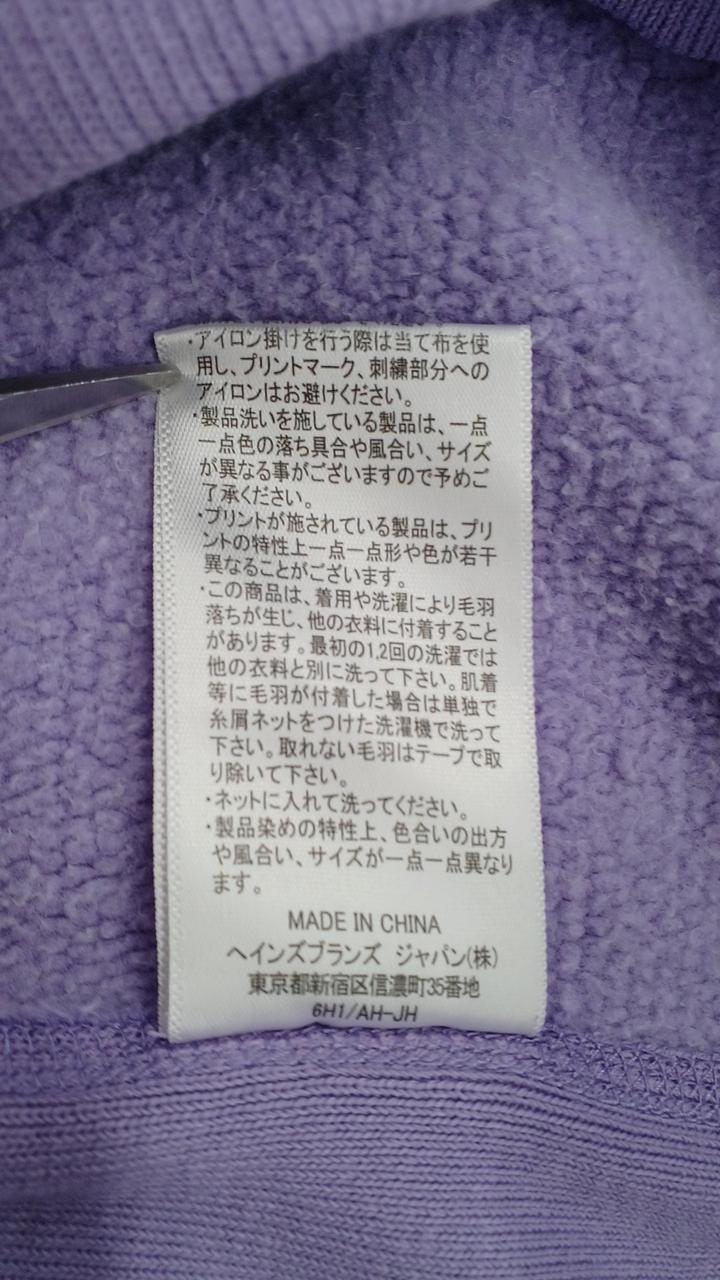 ・アイロン掛けを行う際は当て布を使
用し、プリントマーク、刺繍部分への
アイロンはお避けください。
・製品洗いを施している製品は、一点
一点色の落ち具合や風合い、サイズ
が異なる事がございますので予めご
了承ください。
・プリントが施されている製品は、プリ
ントの特性上一点一点形や色が若干
異なることがございます。
・この商品は、着用や洗濯により毛羽
落ちが生じ、他の衣料に付着すること
があります。最初の1,2回の洗濯では
他の衣料と別に洗って下さい。肌着
等に毛羽が付着した場合は単独で
糸屑ネットをつけた洗濯機で洗って
下さい。取れない毛羽はテープで取
り除いて下さい。
・ネットに入れて洗ってください。
・製品染めの特性上、色合いの出方
や風合い、サイズが一点一点異なり
ます。
MADE IN CHINA
ヘインズブランズ ジャパン(株)
東京都新宿区信濃町35番地
6H1/AH-JH